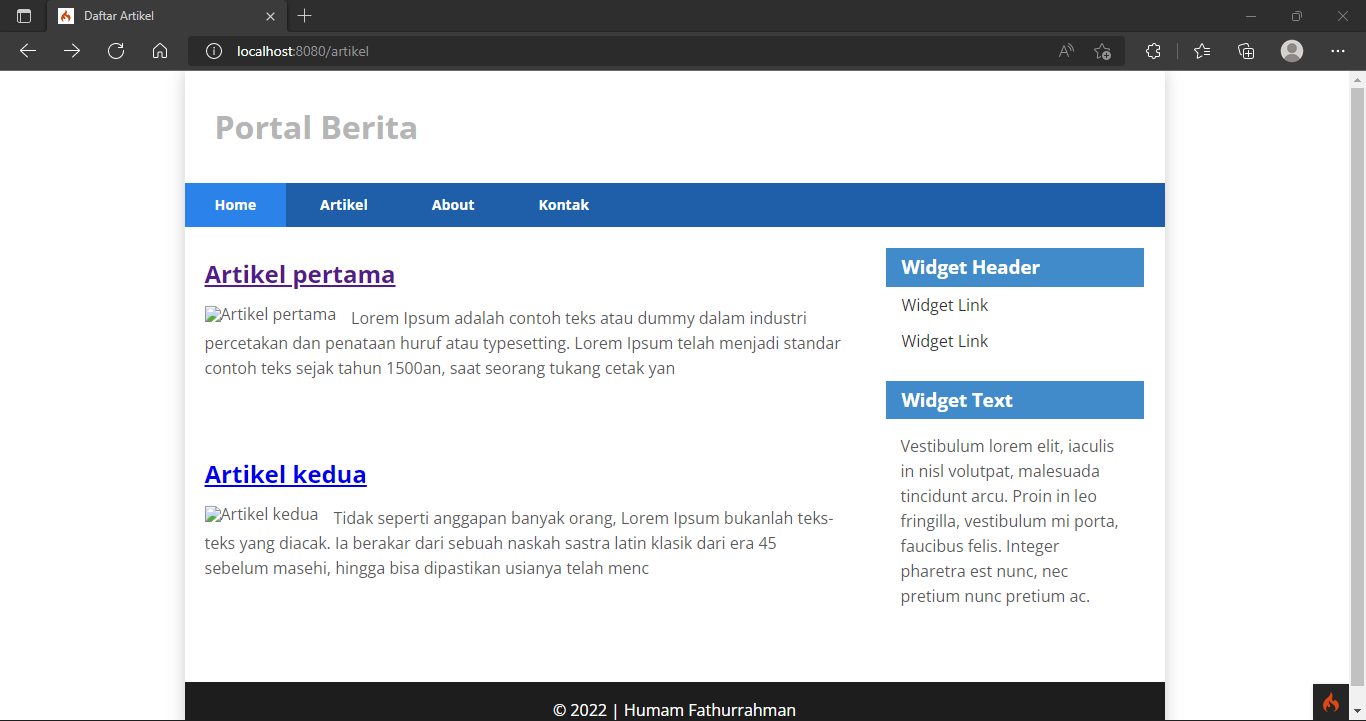 Daftar Artikel
localhost:8080/artikel
Portal Berita
Home Artikel About Kontak
Artikel pertama
Artikel pertama Lorem Ipsum adalah contoh teks atau dummy dalam industri
percetakan dan penataan huruf atau typesetting. Lorem Ipsum telah menjadi standar
contoh teks sejak tahun 1500an, saat seorang tukang cetak yan
Artikel kedua
Artikel kedua Tidak seperti anggapan banyak orang, Lorem Ipsum bukanlah teks-
teks yang diacak. Ia berakar dari sebuah naskah sastra latin klasik dari era 45
sebelum masehi, hingga bisa dipastikan usianya telah menc
Widget Header
Widget Link
Widget Link
Widget Text
Vestibulum lorem elit, iaculis
in nisl volutpat, malesuada
tincidunt arcu. Proin in leo
fringilla, vestibulum mi porta,
faucibus felis. Integer
pharetra est nunc, nec
pretium nunc pretium ac.
© 2022 | Humam Fathurrahman